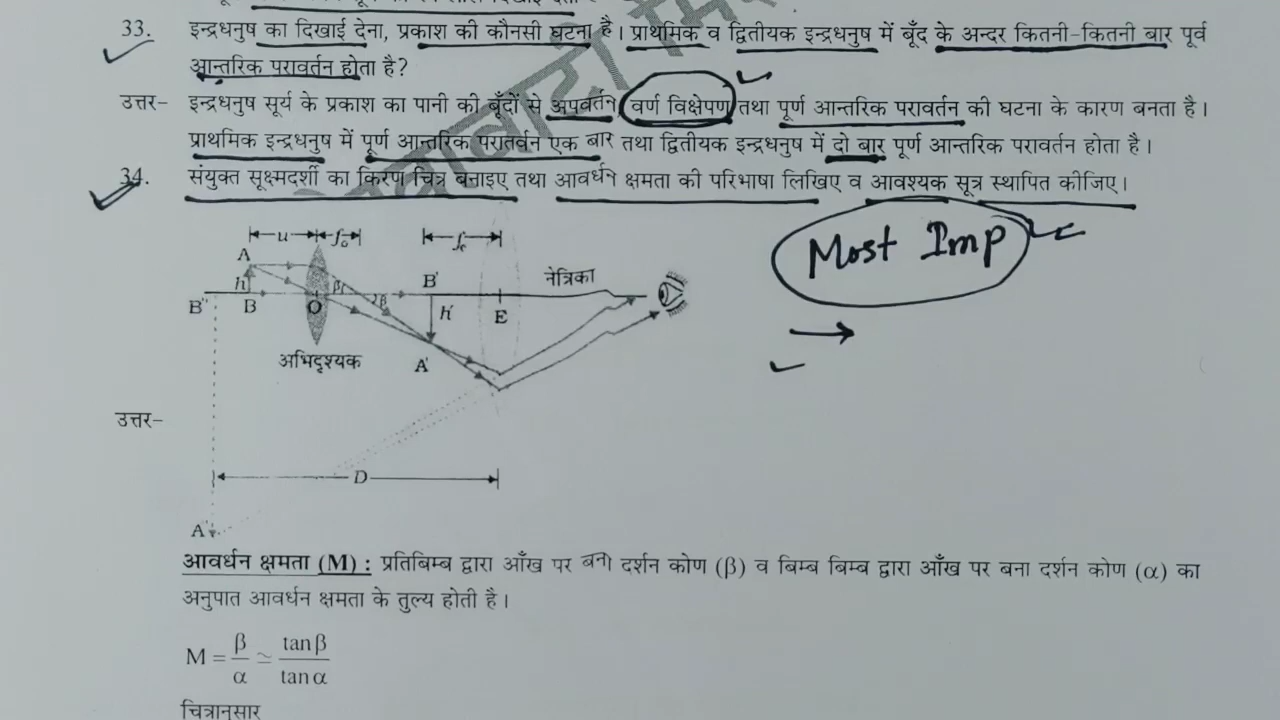 33. इन्द्रधनुष का दिखाई देना, प्रकाश की कौनसी घटना है। प्राथमिक व द्वितीयक इन्द्रधनुष में बूँद के अन्दर कितनी-कितनी बार पूर्व
आन्तरिक परावर्तन होता है?
उत्तर- इन्द्रधनुष सूर्य के प्रकाश का पानी की बूँदों से अपवर्तन वर्ण विक्षेपण तथा पूर्ण आन्तरिक परावर्तन की घटना के कारण बनता है।
प्राथमिक इन्द्रधनुष में पूर्ण आन्तरिक परातर्वन एक बार तथा द्वितीयक इन्द्रधनुष में दो बार पूर्ण आन्तरिक परावर्तन होता है।
34. संयुक्त सूक्ष्मदर्शी का किरण चित्र बनाइए तथा आवर्धन क्षमता की परिभाषा लिखिए व आवश्यक सूत्र स्थापित कीजिए।
Most Imp
u fo fe
A B' नेत्रिका
h β β
B'' B O h' E
अभिदृश्यक A'
उत्तर-
D
A''
आवर्धन क्षमता (M) : प्रतिबिम्ब द्वारा आँख पर बना दर्शन कोण (β) व बिम्ब बिम्ब द्वारा आँख पर बना दर्शन कोण (α) का
अनुपात आवर्धन क्षमता के तुल्य होती है।
M = β/α ≃ tanβ/tanα
चित्रानुसार